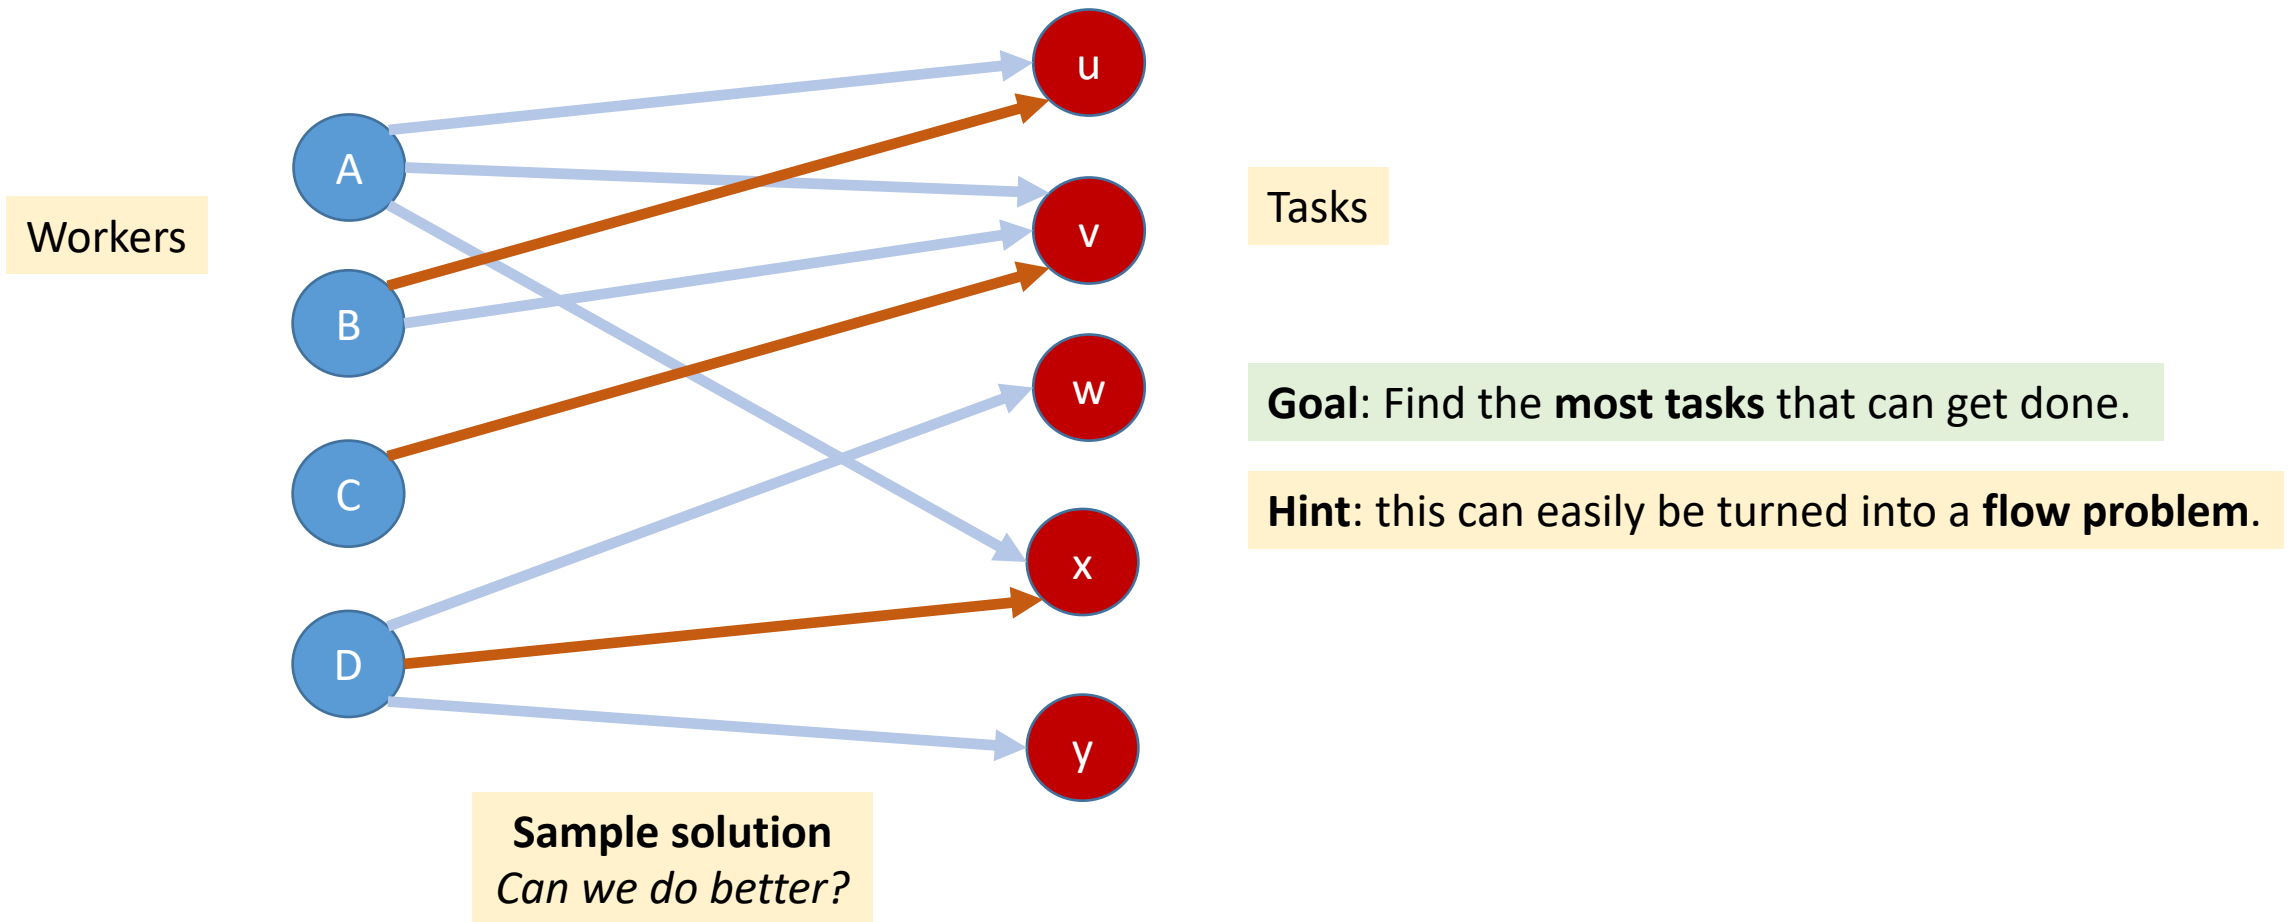 Workers
A
B
C
D
u
v
w
x
y
Tasks
Goal: Find the most tasks that can get done.
Hint: this can easily be turned into a flow problem.
Sample solution
Can we do better?